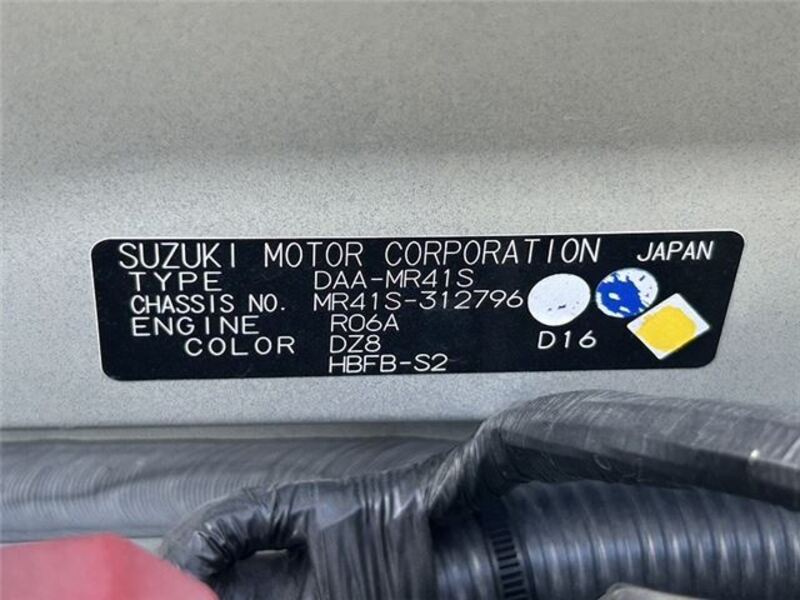 SUZUKI MOTOR CORPORATION JAPAN
TYPE DAA-MR41S
CHASSIS NO. MR41S-312796
ENGINE R06A
COLOR DZ8 D16
HBFB-S2